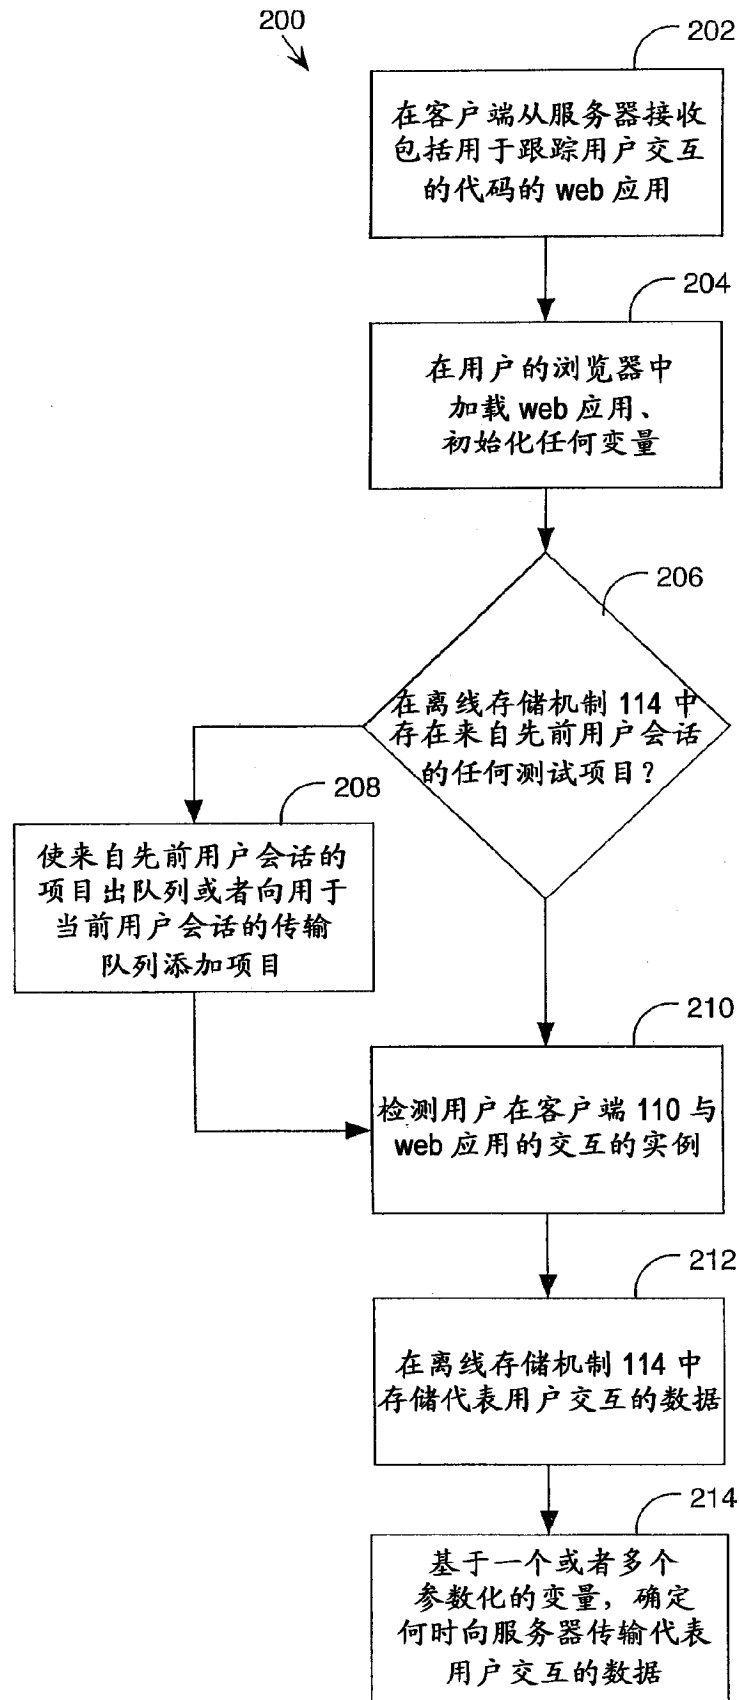 200
202
在客户端从服务器接收
包括用于跟踪用户交互
的代码的 web 应用
204
在用户的浏览器中
加载 web 应用、
初始化任何变量
206
在离线存储机制 114 中
存在来自先前用户会话
的任何测试项目？
208
使来自先前用户会话的
项目出队列或者向用于
当前用户会话的传输
队列添加项目
210
检测用户在客户端 110 与
web 应用的交互的实例
212
在离线存储机制 114 中
存储代表用户交互的数据
214
基于一个或者多个
参数化的变量，确定
何时向服务器传输代表
用户交互的数据